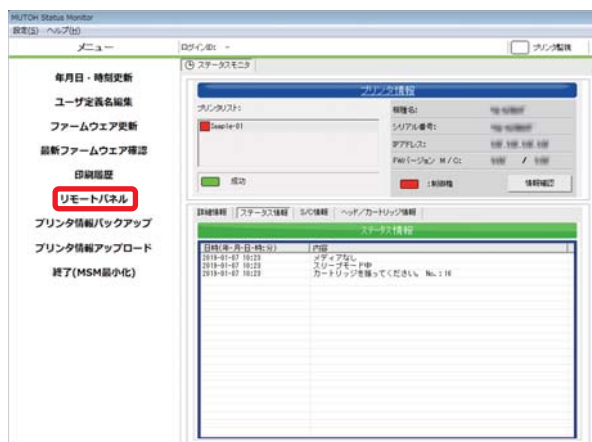 MUTOH Status Monitor
設定(S) ヘルプ(H)
メニュー
ログインID: -
プリンタ監視
ステータスモニタ
年月日・時刻更新
ユーザ定義名編集
ファームウェア更新
最新ファームウェア確認
印刷履歴
リモートパネル
プリンタ情報バックアップ
プリンタ情報アップロード
終了(MSM最小化)
プリンタ情報
プリンタリスト:
Sample-01
成功
機種名:
シリアル番号:
IPアドレス:
FWバージョン M / G:
/
:制御権
情報確認
詳細情報 ステータス情報 S/C情報 ヘッド/カートリッジ情報
ステータス情報
日時(年-月-日-時:分) 内容
2019-01-07 10:23 メディアなし
2019-01-07 10:23 スリープモード中
2019-01-07 10:23 カートリッジを振ってください。 No.:16